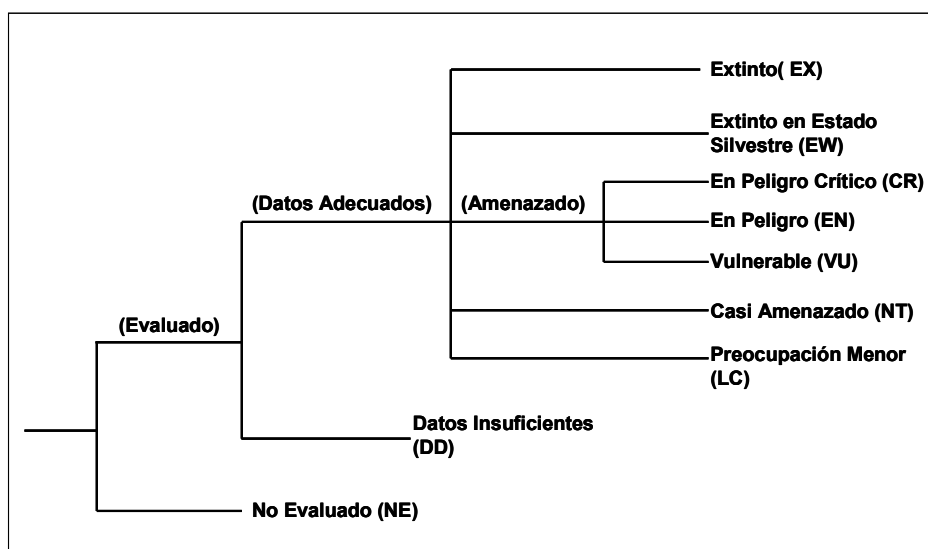 Extinto( EX)
Extinto en Estado
Silvestre (EW)
En Peligro Crítico (CR)
(Datos Adecuados)
(Amenazado)
En Peligro (EN)
Vulnerable (VU)
Casi Amenazado (NT)
(Evaluado)
Preocupación Menor
(LC)
Datos Insuficientes
(DD)
No Evaluado (NE)